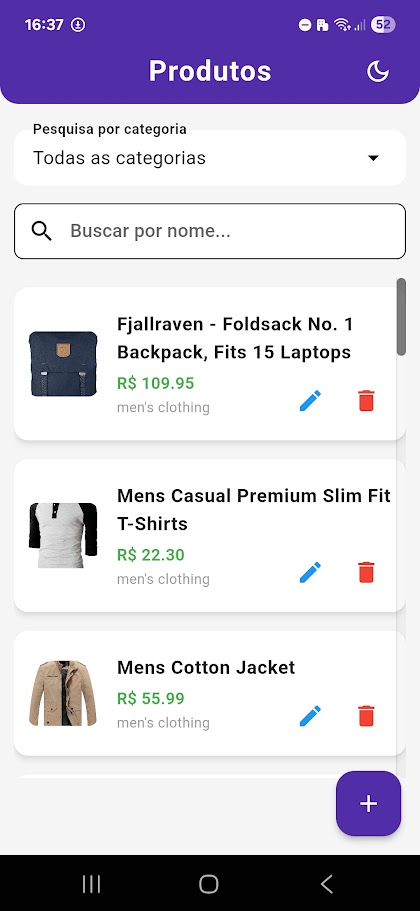 16:37
52
Produtos
Pesquisa por categoria
Todas as categorias
Buscar por nome...
Fjallraven - Foldsack No. 1
Backpack, Fits 15 Laptops
R$ 109.95
men's clothing
Mens Casual Premium Slim Fit
T-Shirts
R$ 22.30
men's clothing
Mens Cotton Jacket
R$ 55.99
men's clothing
+